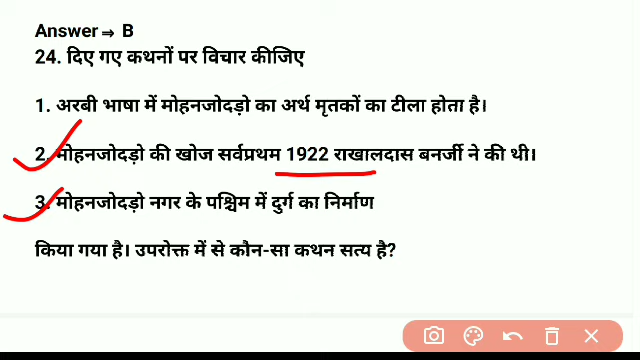 Answer⇒ B
24. दिए गए कथनों पर विचार कीजिए
1. अरबी भाषा में मोहनजोदड़ो का अर्थ मृतकों का टीला होता है।
2. मोहनजोदड़ो की खोज सर्वप्रथम 1922 राखालदास बनर्जी ने की थी।
3. मोहनजोदड़ो नगर के पश्चिम में दुर्ग का निर्माण
किया गया है। उपरोक्त में से कौन-सा कथन सत्य है?